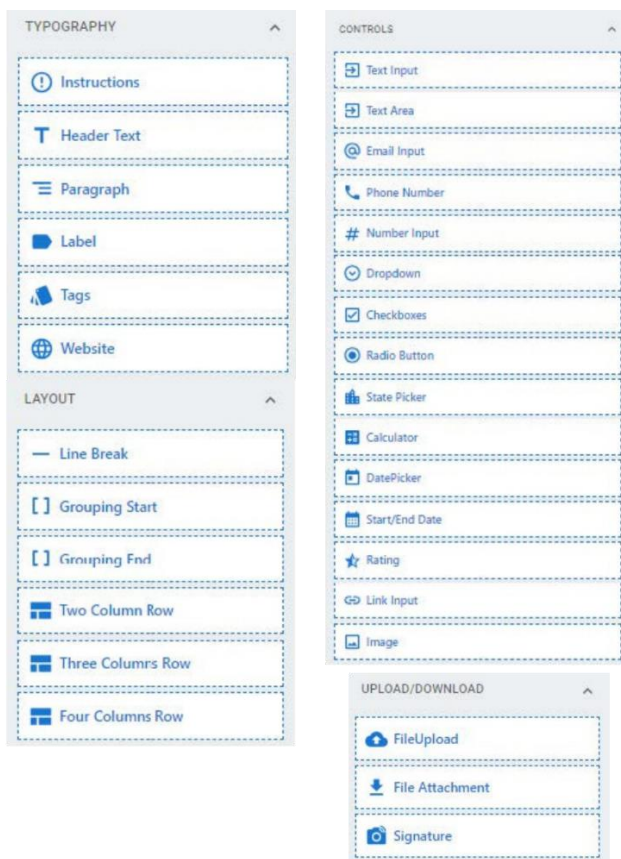 TYPOGRAPHY
Instructions
Header Text
Paragraph
Label
Tags
Website
LAYOUT
Line Break
Grouping Start
Grouping End
Two Column Row
Three Columns Row
Four Columns Row
CONTROLS
Text Input
Text Area
Email Input
Phone Number
Number Input
Dropdown
Checkboxes
Radio Button
State Picker
Calculator
DatePicker
Start/End Date
Rating
Link Input
Image
UPLOAD/DOWNLOAD
FileUpload
File Attachment
Signature